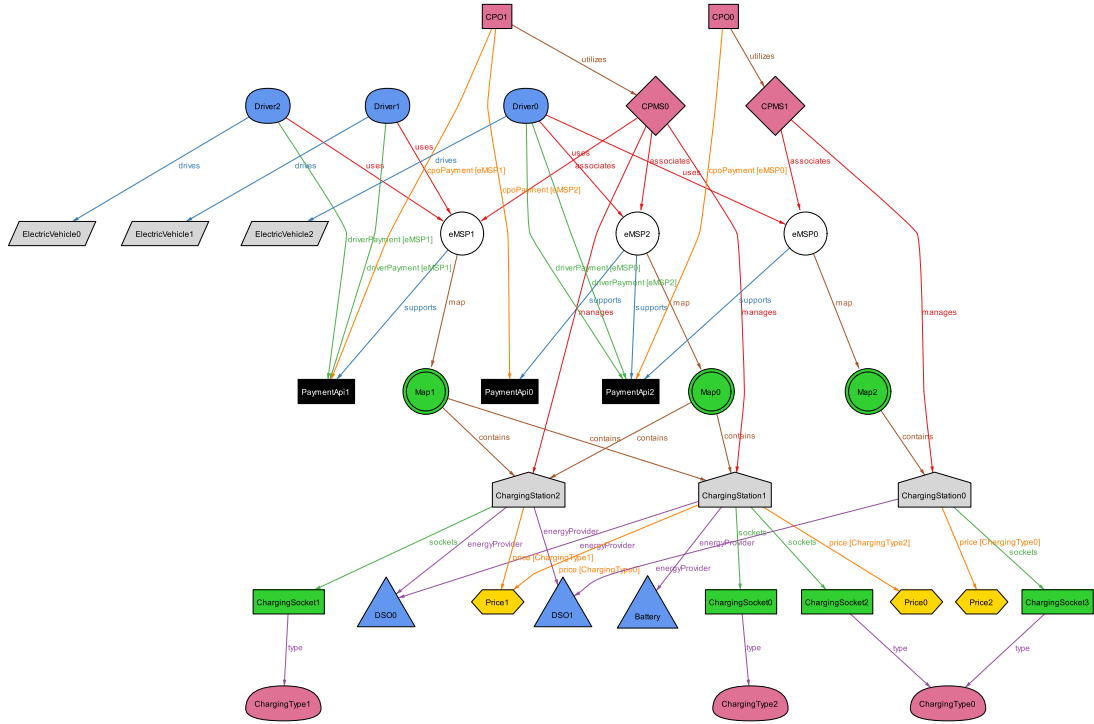 CPO1
CPO0
utilizes
utilizes
Driver2
Driver1
Driver0
CPMS0
CPMS1
uses
uses
drives
drives
drives
uses
associates
associates
uses
associates
cpoPayment [eMSP1]
cpoPayment [eMSP2]
cpoPayment [eMSP0]
ElectricVehicle0
ElectricVehicle1
ElectricVehicle2
eMSP1
eMSP2
eMSP0
driverPayment [eMSP1]
driverPayment [eMSP1]
driverPayment [eMSP0]
driverPayment [eMSP2]
supports
map
supports
supports
map
supports
map
manages
manages
manages
PaymentApi1
Map1
PaymentApi0
PaymentApi2
Map0
Map2
contains
contains
contains
contains
contains
ChargingStation2
ChargingStation1
ChargingStation0
sockets
energyProvider
energyProvider
energyProvider
price [ChargingType1]
price [ChargingType0]
energyProvider
energyProvider
sockets
sockets
price [ChargingType2]
price [ChargingType0]
sockets
ChargingSocket1
DSO0
Price1
DSO1
Battery
ChargingSocket0
ChargingSocket2
Price0
Price2
ChargingSocket3
type
type
type
type
ChargingType1
ChargingType2
ChargingType0